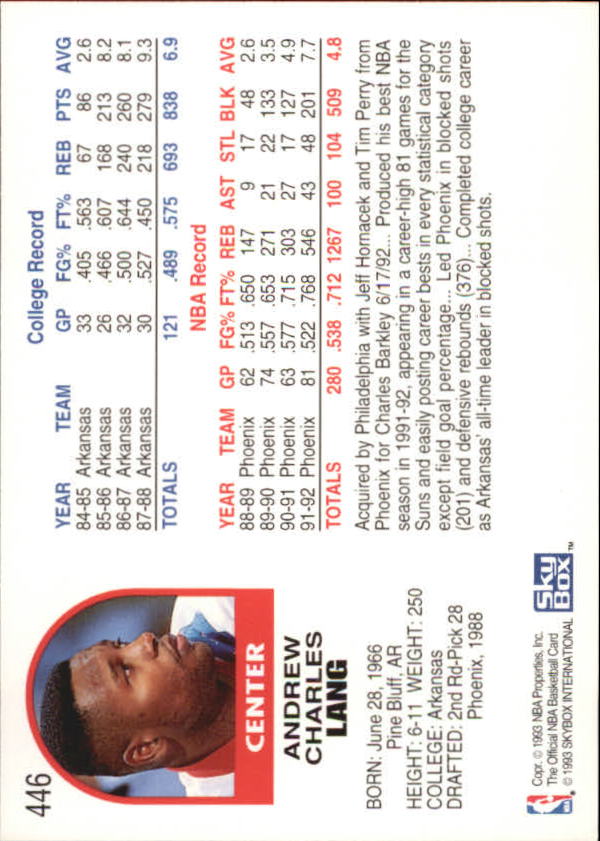 446
CENTER
ANDREW
CHARLES
LANG
BORN: June 28, 1966
Pine Bluff, AR
HEIGHT: 6-11 WEIGHT: 250
COLLEGE: Arkansas
DRAFTED: 2nd Rd-Pick 28
Phoenix, 1988
Copr. © 1993 NBA Properties, Inc.
The Official NBA Basketball Card
© 1993 SKYBOX INTERNATIONAL
NBA
SKY BOX™
College Record
YEAR TEAM GP FG% FT% REB PTS AVG
84-85 Arkansas 33 .405 .563 67 86 2.6
85-86 Arkansas 26 .466 .607 168 213 8.2
86-87 Arkansas 32 .500 .644 240 260 8.1
87-88 Arkansas 30 .527 .450 218 279 9.3
TOTALS 121 .489 .575 693 838 6.9
NBA Record
YEAR TEAM GP FG% FT% REB AST STL BLK AVG
88-89 Phoenix 62 .513 .650 147 9 17 48 2.6
89-90 Phoenix 74 .557 .653 271 21 22 133 3.5
90-91 Phoenix 63 .577 .715 303 27 17 127 4.9
91-92 Phoenix 81 .522 .768 546 43 48 201 7.7
TOTALS 280 .538 .712 1267 100 104 509 4.8
Acquired by Philadelphia with Jeff Hornacek and Tim Perry from
Phoenix for Charles Barkley 6/17/92... Produced his best NBA
season in 1991-92, appearing in a career-high 81 games for the
Suns and easily posting career bests in every statistical category
except field goal percentage... Led Phoenix in blocked shots
(201) and defensive rebounds (376)... Completed college career
as Arkansas' all-time leader in blocked shots.